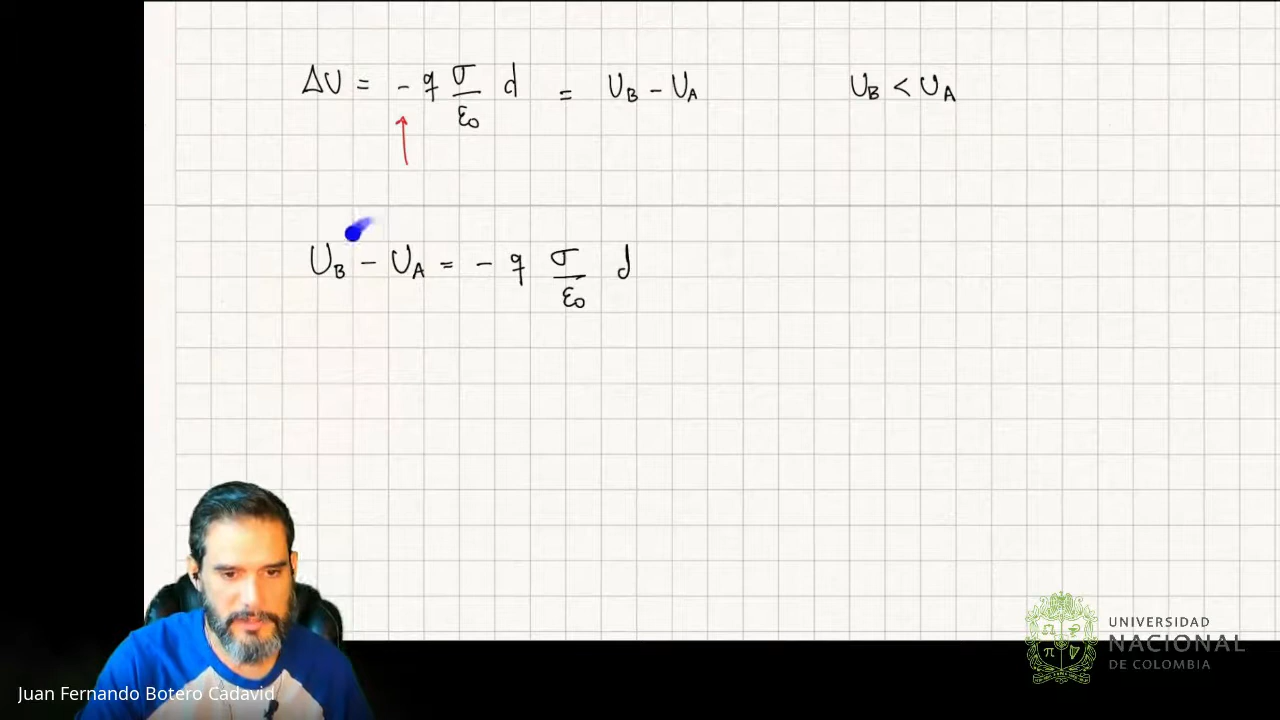 ΔU = - q σ/ε₀ d = U_B - U_A
U_B < U_A
U_B - U_A = - q σ/ε₀ d
UNIVERSIDAD
NACIONAL
DE COLOMBIA
Juan Fernando Botero Cadavid